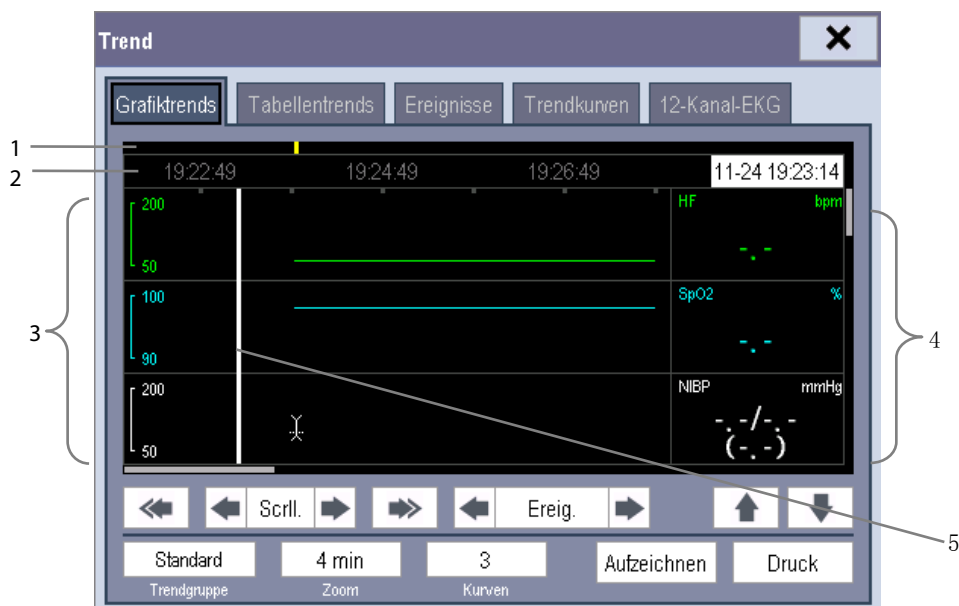 Trend
Grafiktrends Tabellentrends Ereignisse Trendkurven 12-Kanal-EKG
1
2 19:22:49 19:24:49 19:26:49 11-24 19:23:14
200 HF bpm
-.-
50
100 SpO2 %
3 4
-.-
90
200 NIBP mmHg
-.-/-.-
(-.-)
50
Scrll. Ereig.
5
Standard 4 min 3 Aufzeichnen Druck
Trendgruppe Zoom Kurven